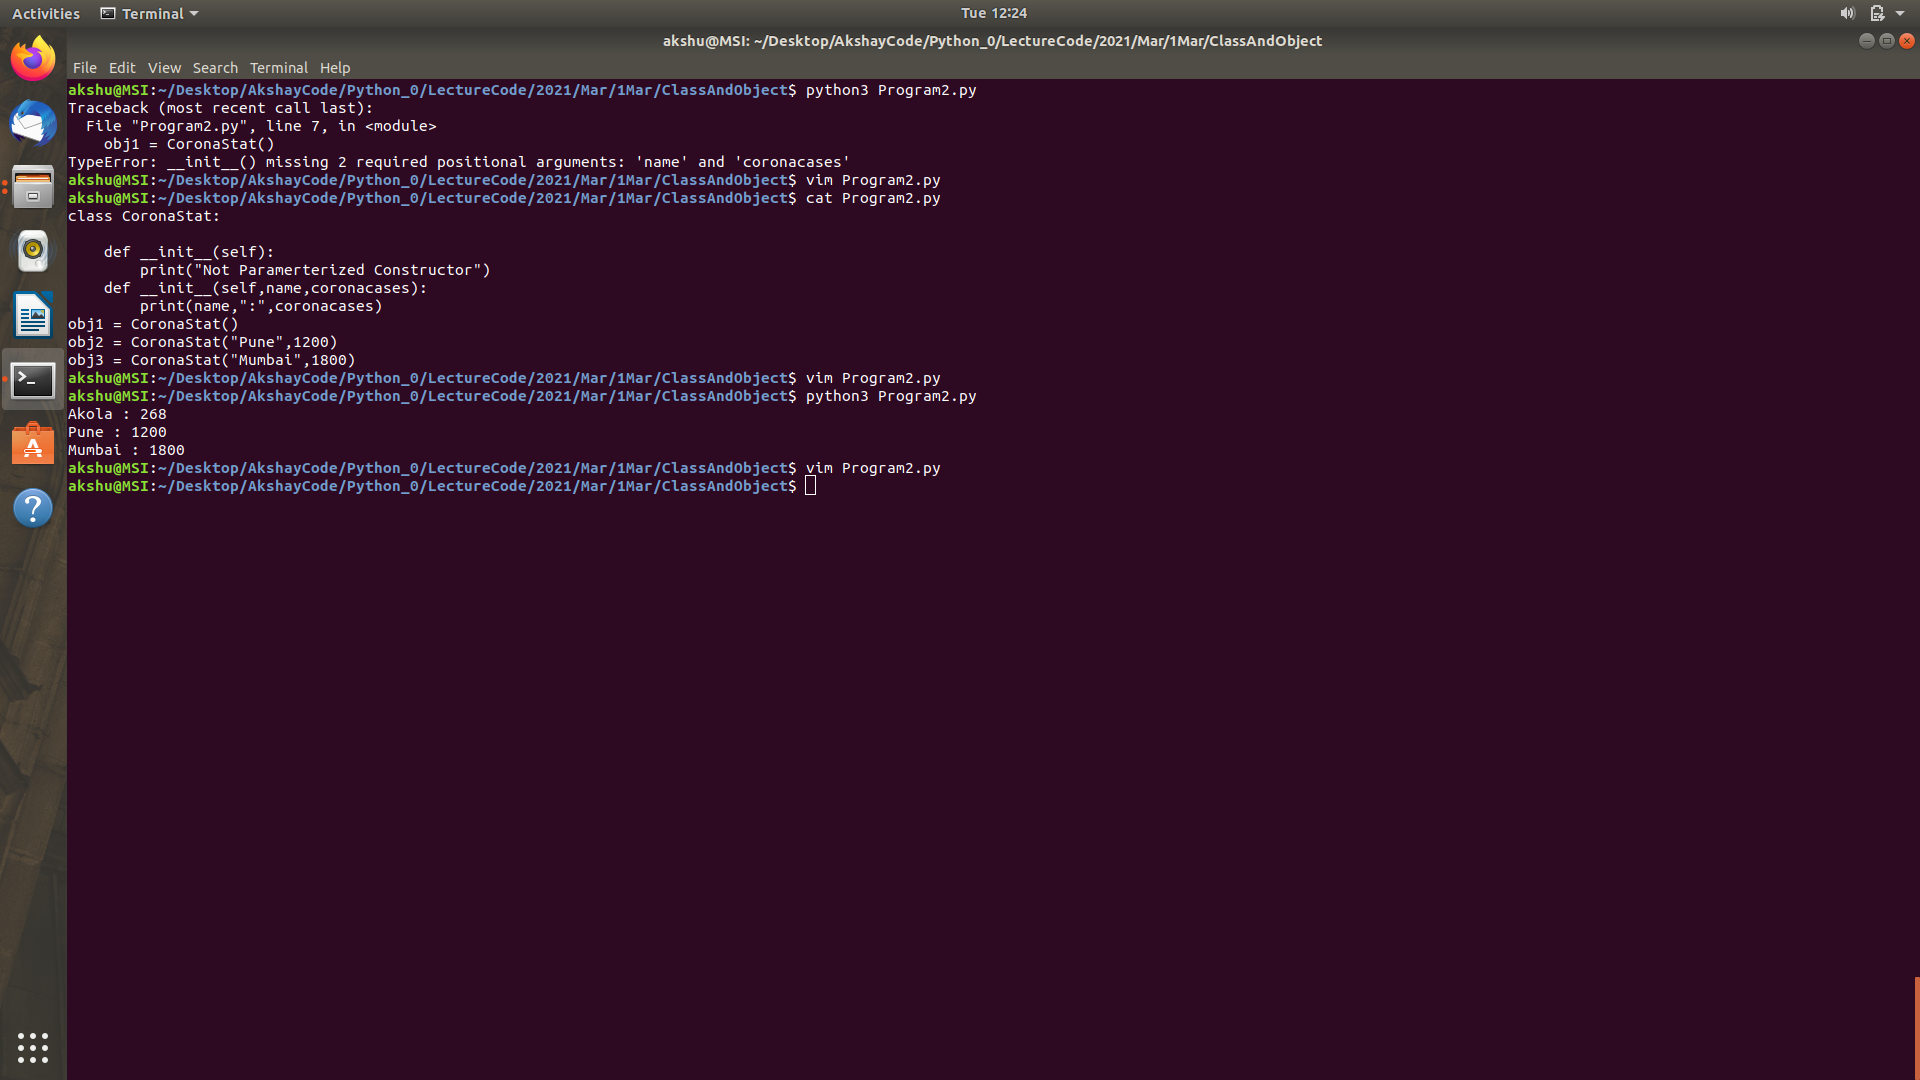 Activities Terminal Tue 12:24
akshu@MSI: ~/Desktop/AkshayCode/Python_0/LectureCode/2021/Mar/1Mar/ClassAndObject
File Edit View Search Terminal Help
akshu@MSI:~/Desktop/AkshayCode/Python_0/LectureCode/2021/Mar/1Mar/ClassAndObject$ python3 Program2.py
Traceback (most recent call last):
  File "Program2.py", line 7, in <module>
    obj1 = CoronaStat()
TypeError: __init__() missing 2 required positional arguments: 'name' and 'coronacases'
akshu@MSI:~/Desktop/AkshayCode/Python_0/LectureCode/2021/Mar/1Mar/ClassAndObject$ vim Program2.py
akshu@MSI:~/Desktop/AkshayCode/Python_0/LectureCode/2021/Mar/1Mar/ClassAndObject$ cat Program2.py
class CoronaStat:

    def __init__(self):
        print("Not Paramerterized Constructor")
    def __init__(self,name,coronacases):
        print(name,":",coronacases)
obj1 = CoronaStat()
obj2 = CoronaStat("Pune",1200)
obj3 = CoronaStat("Mumbai",1800)
akshu@MSI:~/Desktop/AkshayCode/Python_0/LectureCode/2021/Mar/1Mar/ClassAndObject$ vim Program2.py
akshu@MSI:~/Desktop/AkshayCode/Python_0/LectureCode/2021/Mar/1Mar/ClassAndObject$ python3 Program2.py
Akola : 268
Pune : 1200
Mumbai : 1800
akshu@MSI:~/Desktop/AkshayCode/Python_0/LectureCode/2021/Mar/1Mar/ClassAndObject$ vim Program2.py
akshu@MSI:~/Desktop/AkshayCode/Python_0/LectureCode/2021/Mar/1Mar/ClassAndObject$